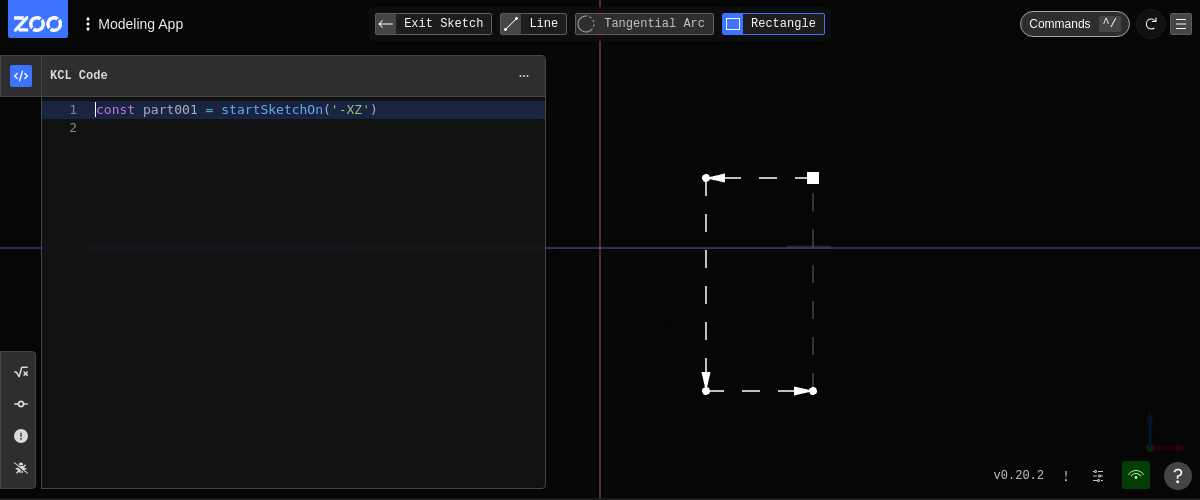 ZOO
Modeling App
Exit Sketch
Line
Tangential Arc
Rectangle
Commands ^/
KCL Code
1 const part001 = startSketchOn('-XZ')
2
v0.20.2